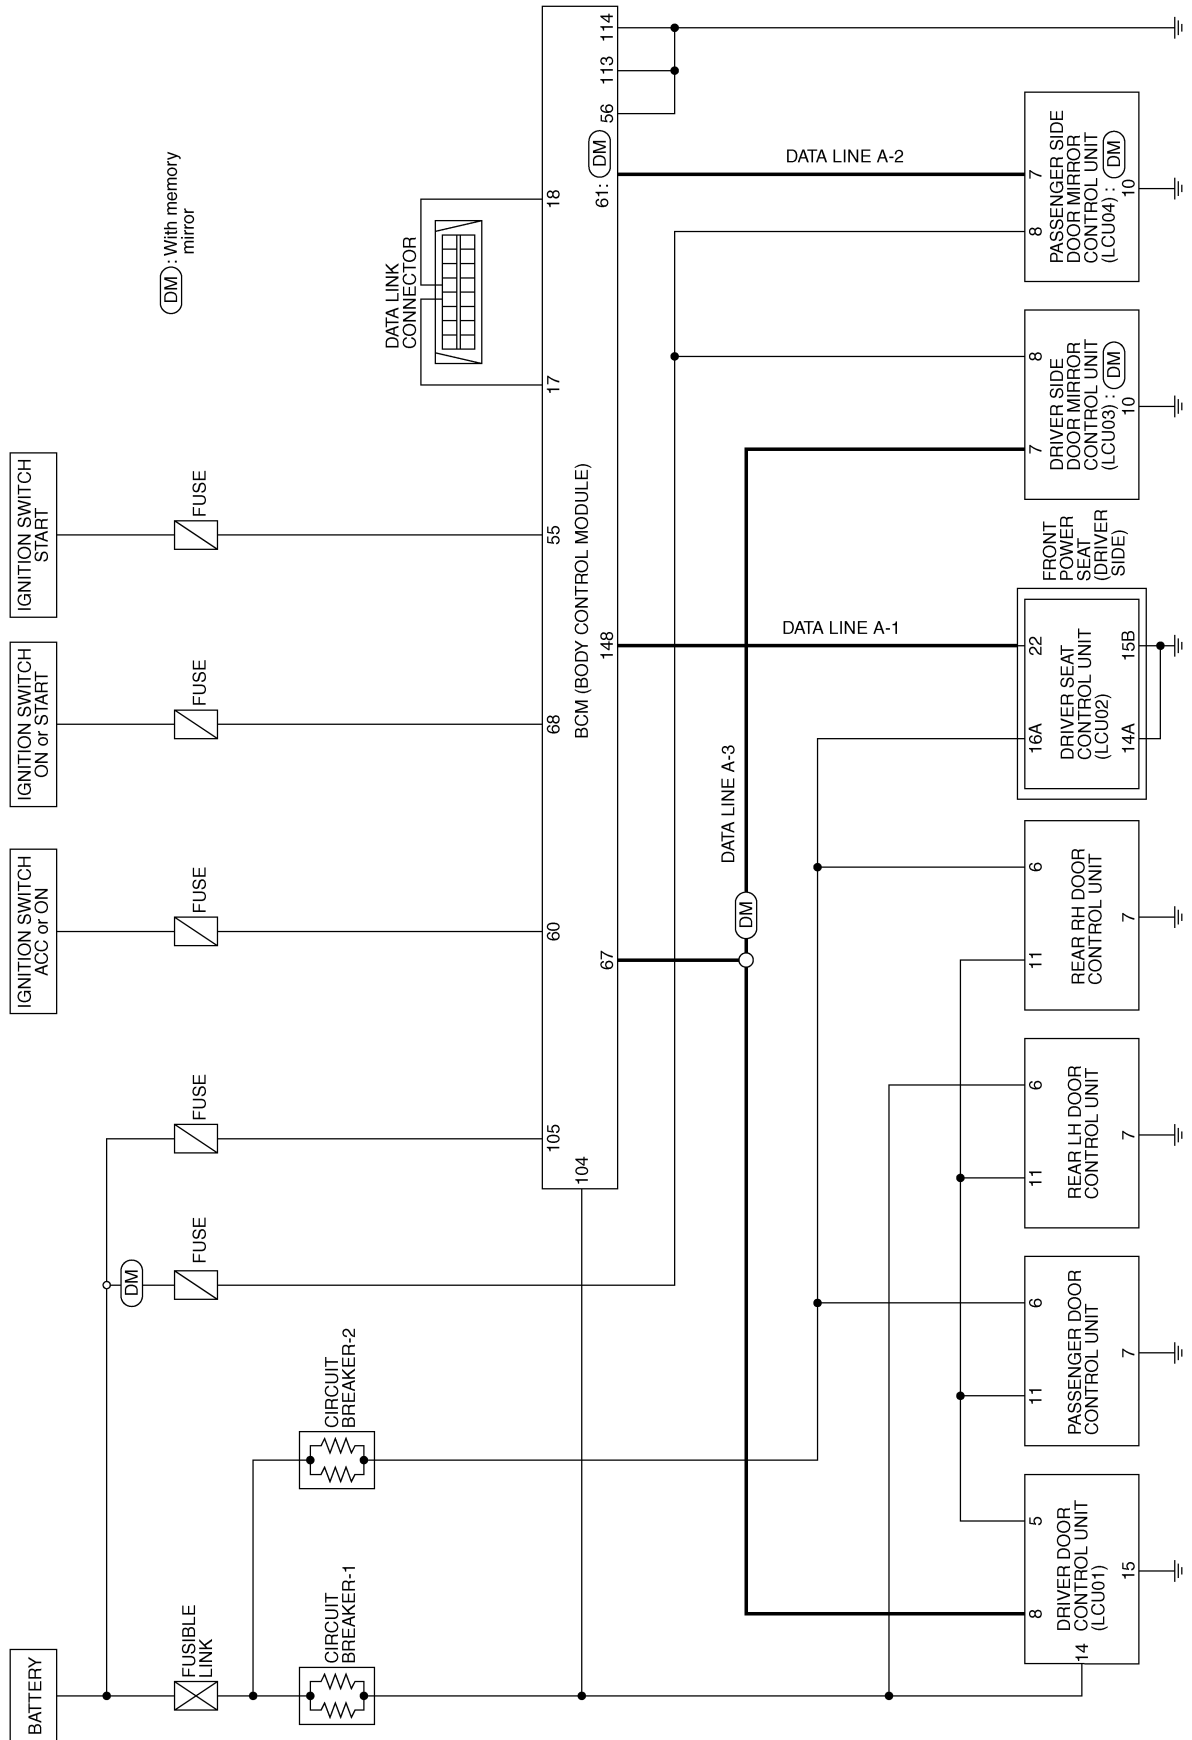 BATTERY
IGNITION SWITCH
ACC or ON
IGNITION SWITCH
ON or START
IGNITION SWITCH
START
DM : With memory
mirror
FUSIBLE
LINK
DM
FUSE
FUSE
FUSE
FUSE
FUSE
CIRCUIT
BREAKER-1
CIRCUIT
BREAKER-2
DATA LINK
CONNECTOR
105
60
68
55
17
18
104
BCM (BODY CONTROL MODULE)
67
148
61: DM
56
113
114
DM
DATA LINE A-3
DATA LINE A-1
DATA LINE A-2
14
8
5
DRIVER DOOR
CONTROL UNIT
(LCU01)
15
11
6
PASSENGER DOOR
CONTROL UNIT
7
11
6
REAR LH DOOR
CONTROL UNIT
7
11
6
REAR RH DOOR
CONTROL UNIT
7
16A
22
DRIVER SEAT
CONTROL UNIT
(LCU02)
14A
15B
FRONT
POWER
SEAT
(DRIVER
SIDE)
7
8
DRIVER SIDE
DOOR MIRROR
CONTROL UNIT
(LCU03) : DM
10
8
7
PASSENGER SIDE
DOOR MIRROR
CONTROL UNIT
(LCU04) : DM
10